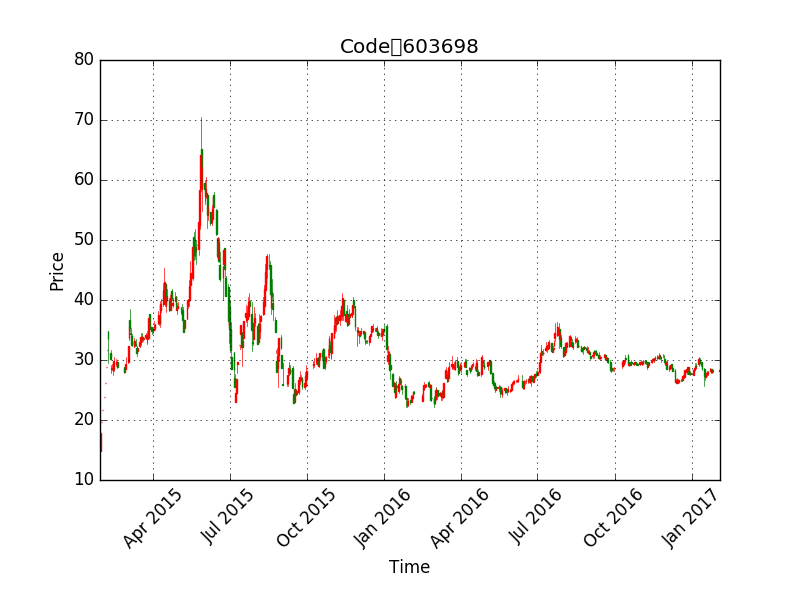 Code▯603698
80
70
60
50
40
30
20
10
Price
Apr 2015
Jul 2015
Oct 2015
Jan 2016
Apr 2016
Jul 2016
Oct 2016
Jan 2017
Time